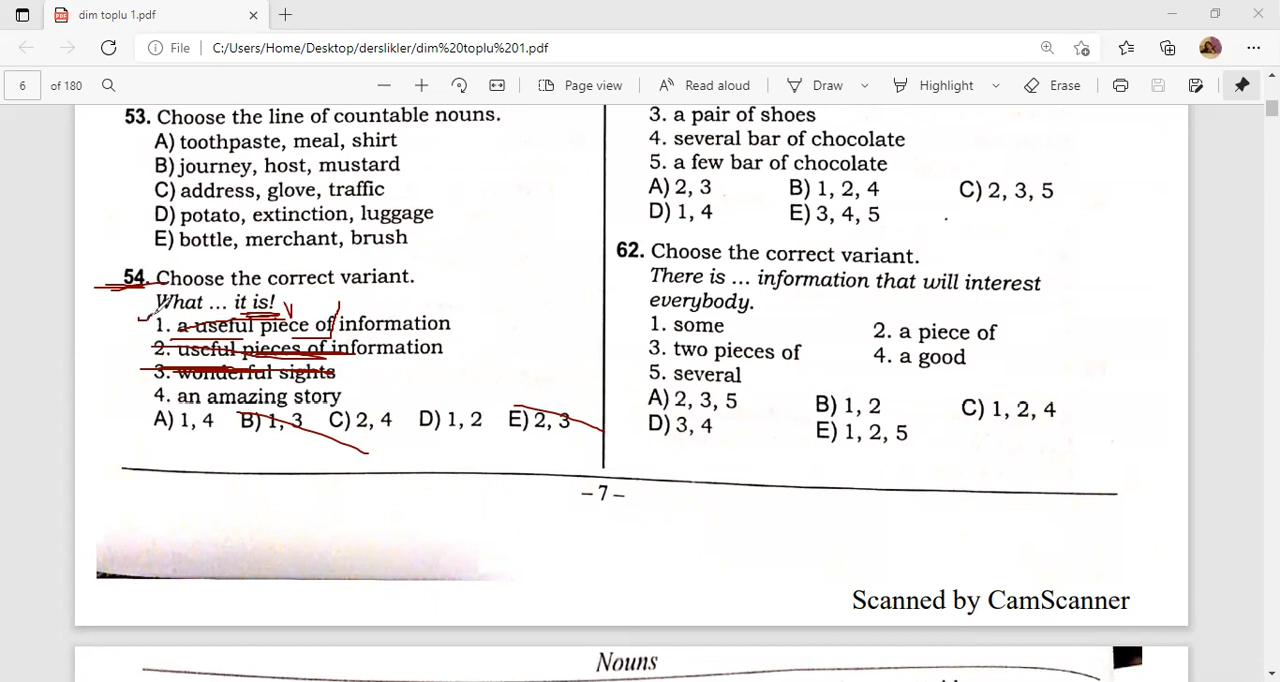 dim toplu 1.pdf
File
C:/Users/Home/Desktop/derslikler/dim%20toplu%201.pdf
6 of 180
Page view
Read aloud
Draw
Highlight
Erase
53. Choose the line of countable nouns.
A) toothpaste, meal, shirt
B) journey, host, mustard
C) address, glove, traffic
D) potato, extinction, luggage
E) bottle, merchant, brush
54. Choose the correct variant.
What ... it is!
1. a useful piece of information
2. useful pieces of information
3. wonderful sights
4. an amazing story
A) 1, 4 B) 1, 3 C) 2, 4 D) 1, 2 E) 2, 3
3. a pair of shoes
4. several bar of chocolate
5. a few bar of chocolate
A) 2, 3 B) 1, 2, 4 C) 2, 3, 5
D) 1, 4 E) 3, 4, 5
62. Choose the correct variant.
There is ... information that will interest
everybody.
1. some 2. a piece of
3. two pieces of 4. a good
5. several
A) 2, 3, 5 B) 1, 2 C) 1, 2, 4
D) 3, 4 E) 1, 2, 5
– 7 –
Scanned by CamScanner
Nouns